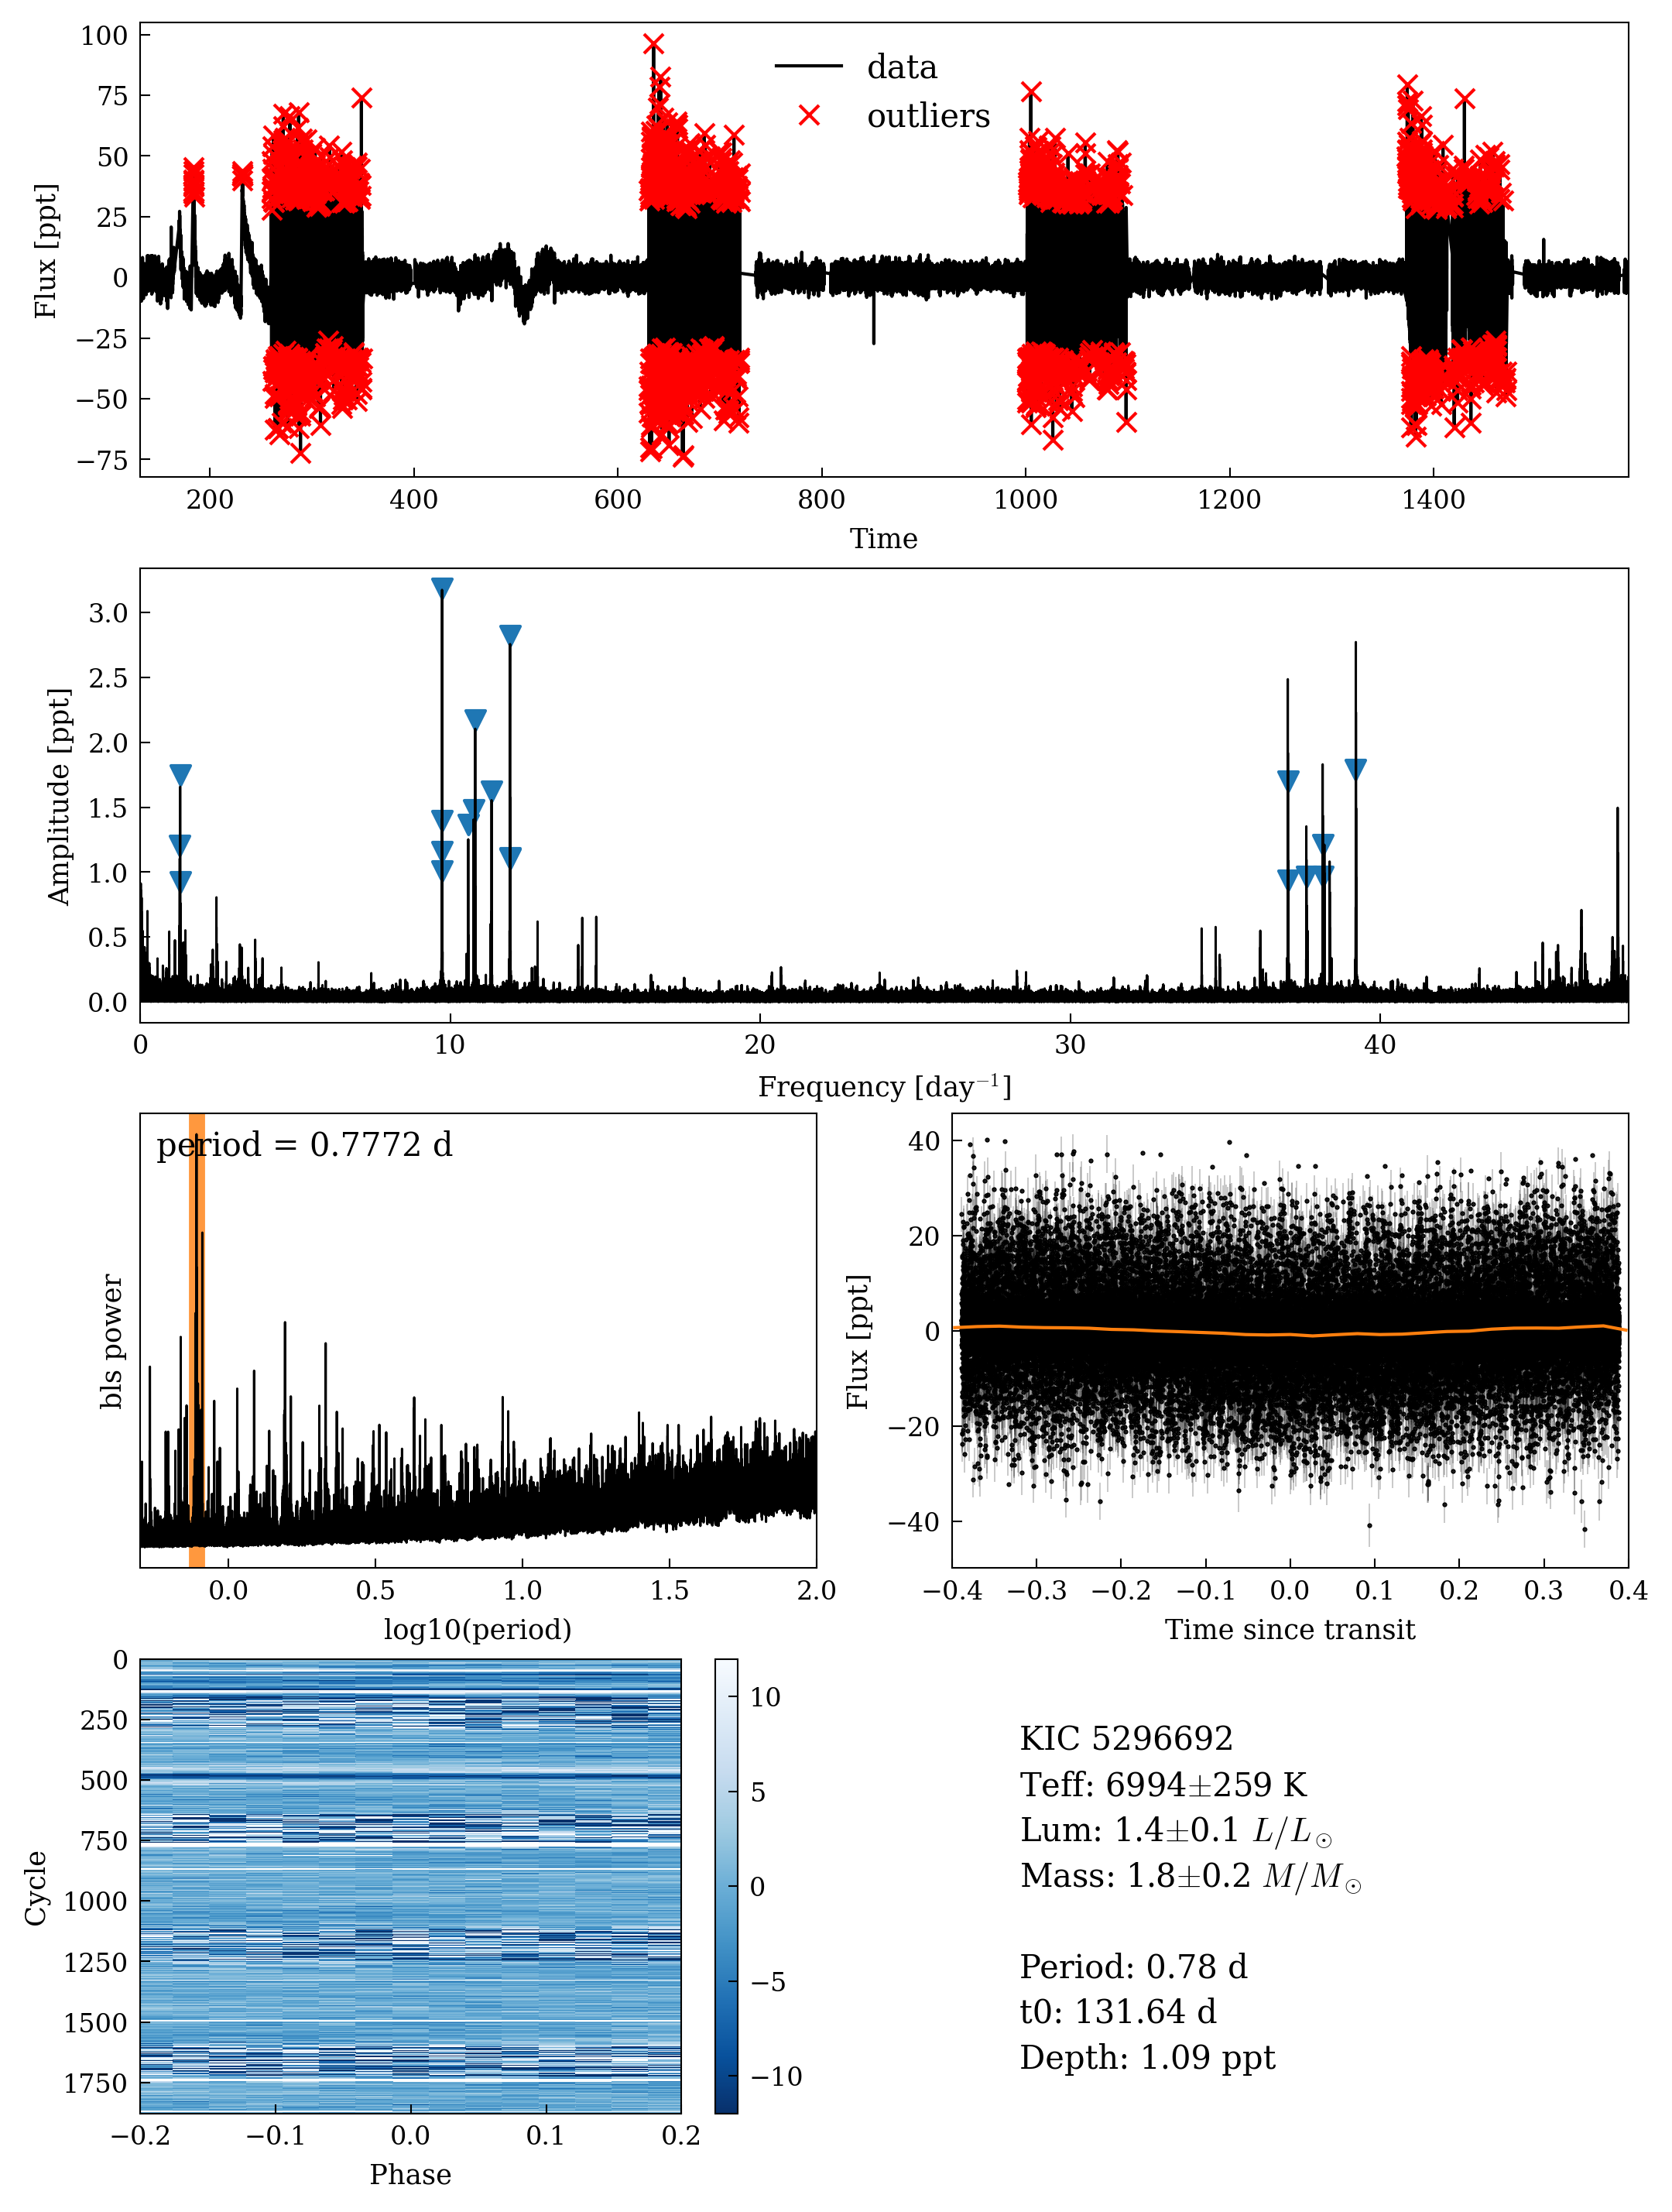 100
75
50
25
0
−25
−50
−75
Flux [ppt]
data
outliers
200 400 600 800 1000 1200 1400
Time
3.0
2.5
2.0
1.5
1.0
0.5
0.0
Amplitude [ppt]
0 10 20 30 40
Frequency [day⁻¹]
period = 0.7772 d
bls power
0.0 0.5 1.0 1.5 2.0
log10(period)
40
20
0
−20
−40
Flux [ppt]
−0.4 −0.3 −0.2 −0.1 0.0 0.1 0.2 0.3 0.4
Time since transit
0
250
500
750
1000
1250
1500
1750
Cycle
−0.2 −0.1 0.0 0.1 0.2
Phase
10
5
0
−5
−10
KIC 5296692
Teff: 6994±259 K
Lum: 1.4±0.1 L/L☉
Mass: 1.8±0.2 M/M☉
Period: 0.78 d
t0: 131.64 d
Depth: 1.09 ppt